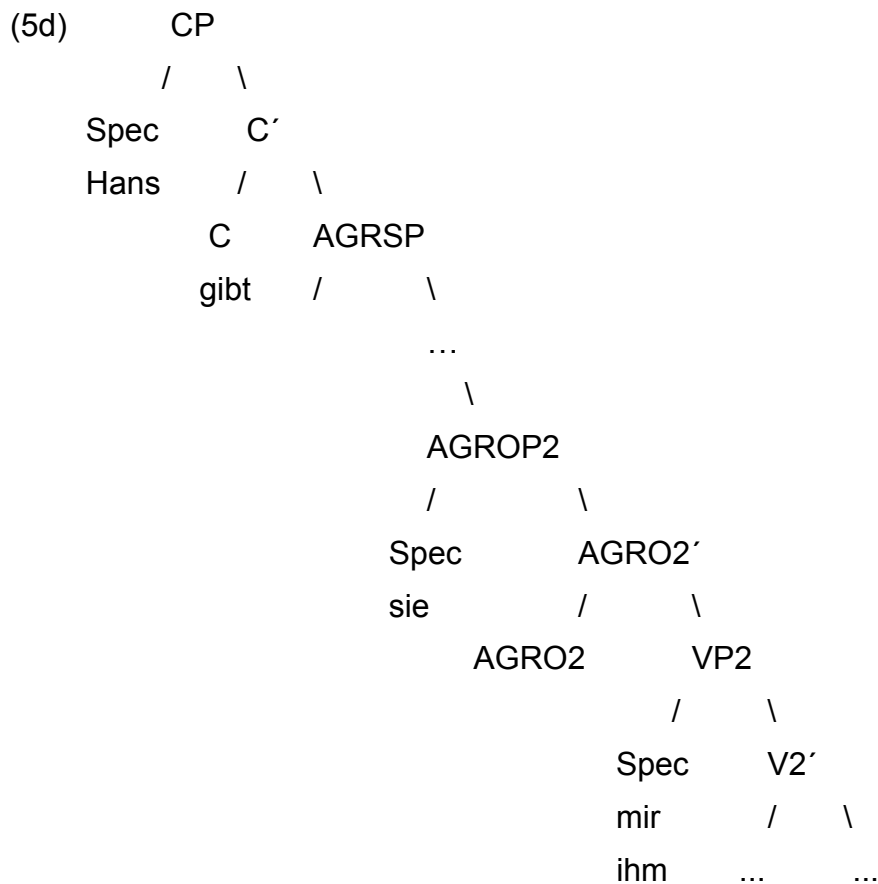 (5d) CP
/ \
Spec C´
Hans / \
C AGRSP
gibt / \
…
\
AGROP2
/ \
Spec AGRO2´
sie / \
AGRO2 VP2
/ \
Spec V2´
mir / \
ihm ... ...